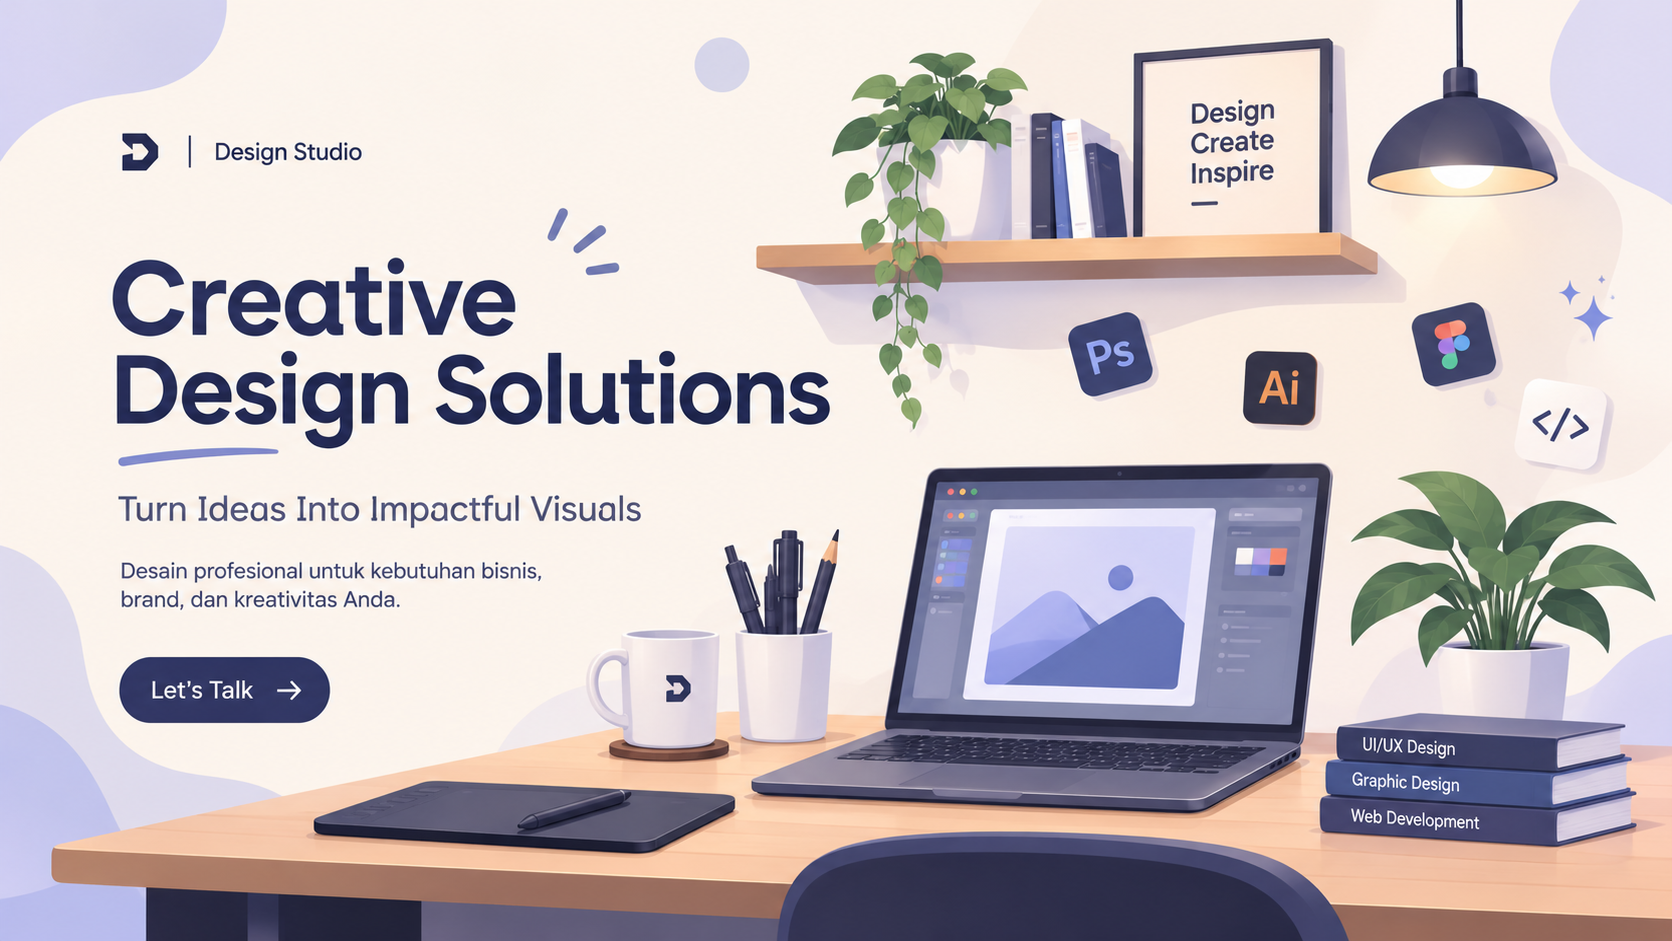 Design Studio
Creative
Design Solutions
Turn Ideas Into Impactful Visuals
Desain profesional untuk kebutuhan bisnis,
brand, dan kreativitas Anda.
Let's Talk →
Design
Create
Inspire
Ps
Ai
</>
UI/UX Design
Graphic Design
Web Development